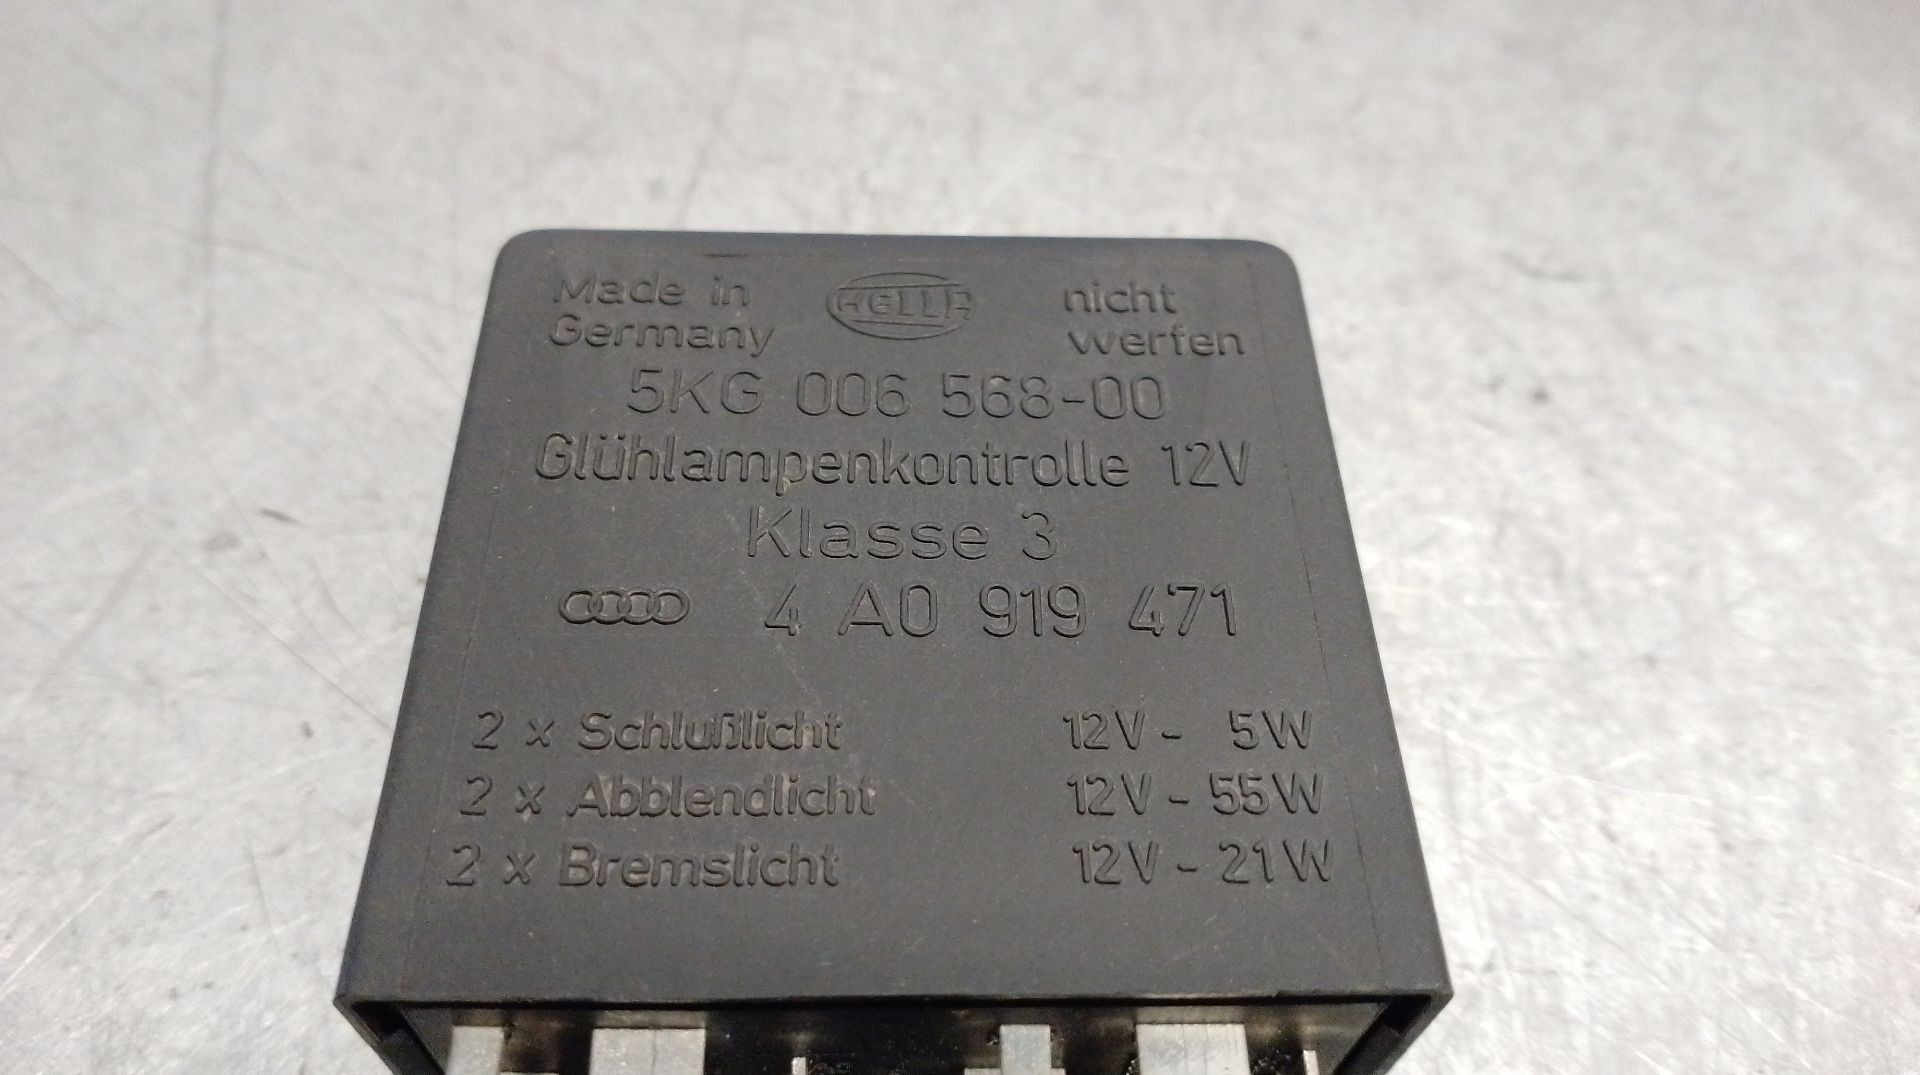 Made in HELLA nicht
Germany werfen
5KG 006 568-00
Glühlampenkontrolle 12V
Klasse 3
4 A0 919 471
2 x Schlußlicht 12V - 5W
2 x Abblendlicht 12V - 55W
2 x Bremslicht 12V - 21W